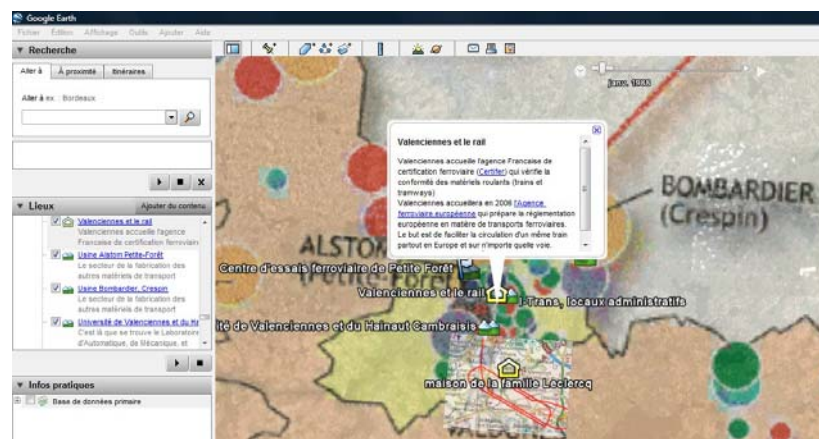 Google Earth
Fichier Édition Affichage Outils Ajouter Aide
Recherche
Aller à À proximité Itinéraires
Aller à ex : Bordeaux
Lieux Ajouter du contenu
Valenciennes et le rail
Valenciennes accueille l'agence
Francaise de certification ferroviaire
Usine Alstom Petite-Forêt
Le secteur de la fabrication des
autres matériels de transport
Usine Bombardier, Crespin
Le secteur de la fabrication des
autres matériels de transport
Université de Valenciennes et du Ha
C'est là que se trouve le Laboratoire
d'Automatique, de Mécanique, et
Infos pratiques
Base de données primaire
janv. 1988
Valenciennes et le rail
Valenciennes accueille l'agence Francaise de
certification ferroviaire (Certifer) qui vérifie la
conformité des matériels roulants (trains et
tramways)
Valenciennes accueillera en 2006 l'Agence
ferroviaire européenne qui prépare la réglementation
européenne en matière de transports ferroviaires.
Le but est de faciliter la circulation d'un même train
partout en Europe et sur n'importe quelle voie.
BOMBARDIER
(Crespin)
ALSTOM
Centre d'essais ferroviaire de Petite Forêt
Valenciennes et le rail
I-Trans, locaux administratifs
ité de Valenciennes et du Hainaut Cambraisis
maison de la famille Leclercq